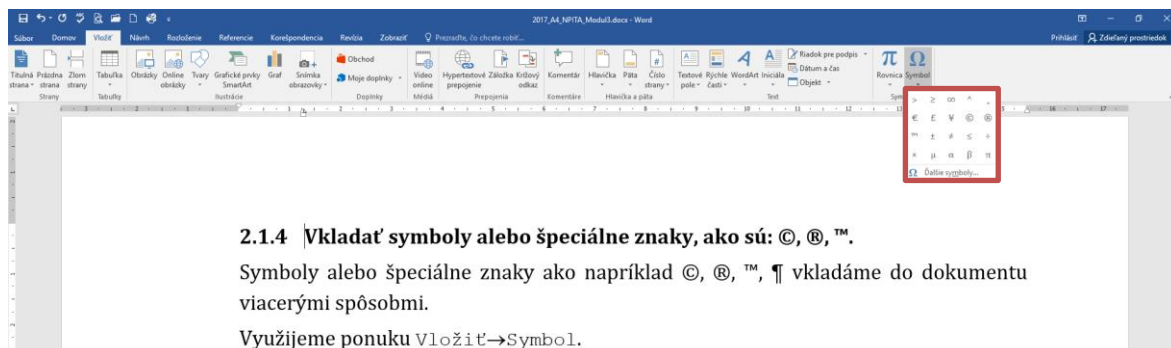 2017_A4_NPITA_Modul3.docx - Word
Súbor Domov Vložiť Návrh Rozloženie Referencie Korešpondencia Revízia Zobraziť Prezraďte, čo chcete robiť... Prihlásiť Zdieľaný prostriedok
Titulná strana Prázdna strana Zlom strany Tabuľka Obrázky Online obrázky Tvary Grafické prvky SmartArt Graf Snímka obrazovky Obchod Moje doplnky Video online Hypertextové prepojenie Záložka Krížový odkaz Komentár Hlavička Päta Číslo strany Textové pole Rýchle časti WordArt Iniciála Riadok pre podpis Dátum a čas Objekt π Rovnica Ω Symbol
Strany Tabuľky Ilustrácie Doplnky Médiá Prepojenia Komentáre Hlavička a päta Text
> ≥ ∞ ^
€ £ ¥ © ®
™ ± ≠ ≤ ÷
× µ α β π
Ω Ďalšie symboly...
2.1.4 Vkladať symboly alebo špeciálne znaky, ako sú: ©, ®, ™.
Symboly alebo špeciálne znaky ako napríklad ©, ®, ™, ¶ vkladáme do dokumentu
viacerými spôsobmi.
Využijeme ponuku Vložiť→Symbol.